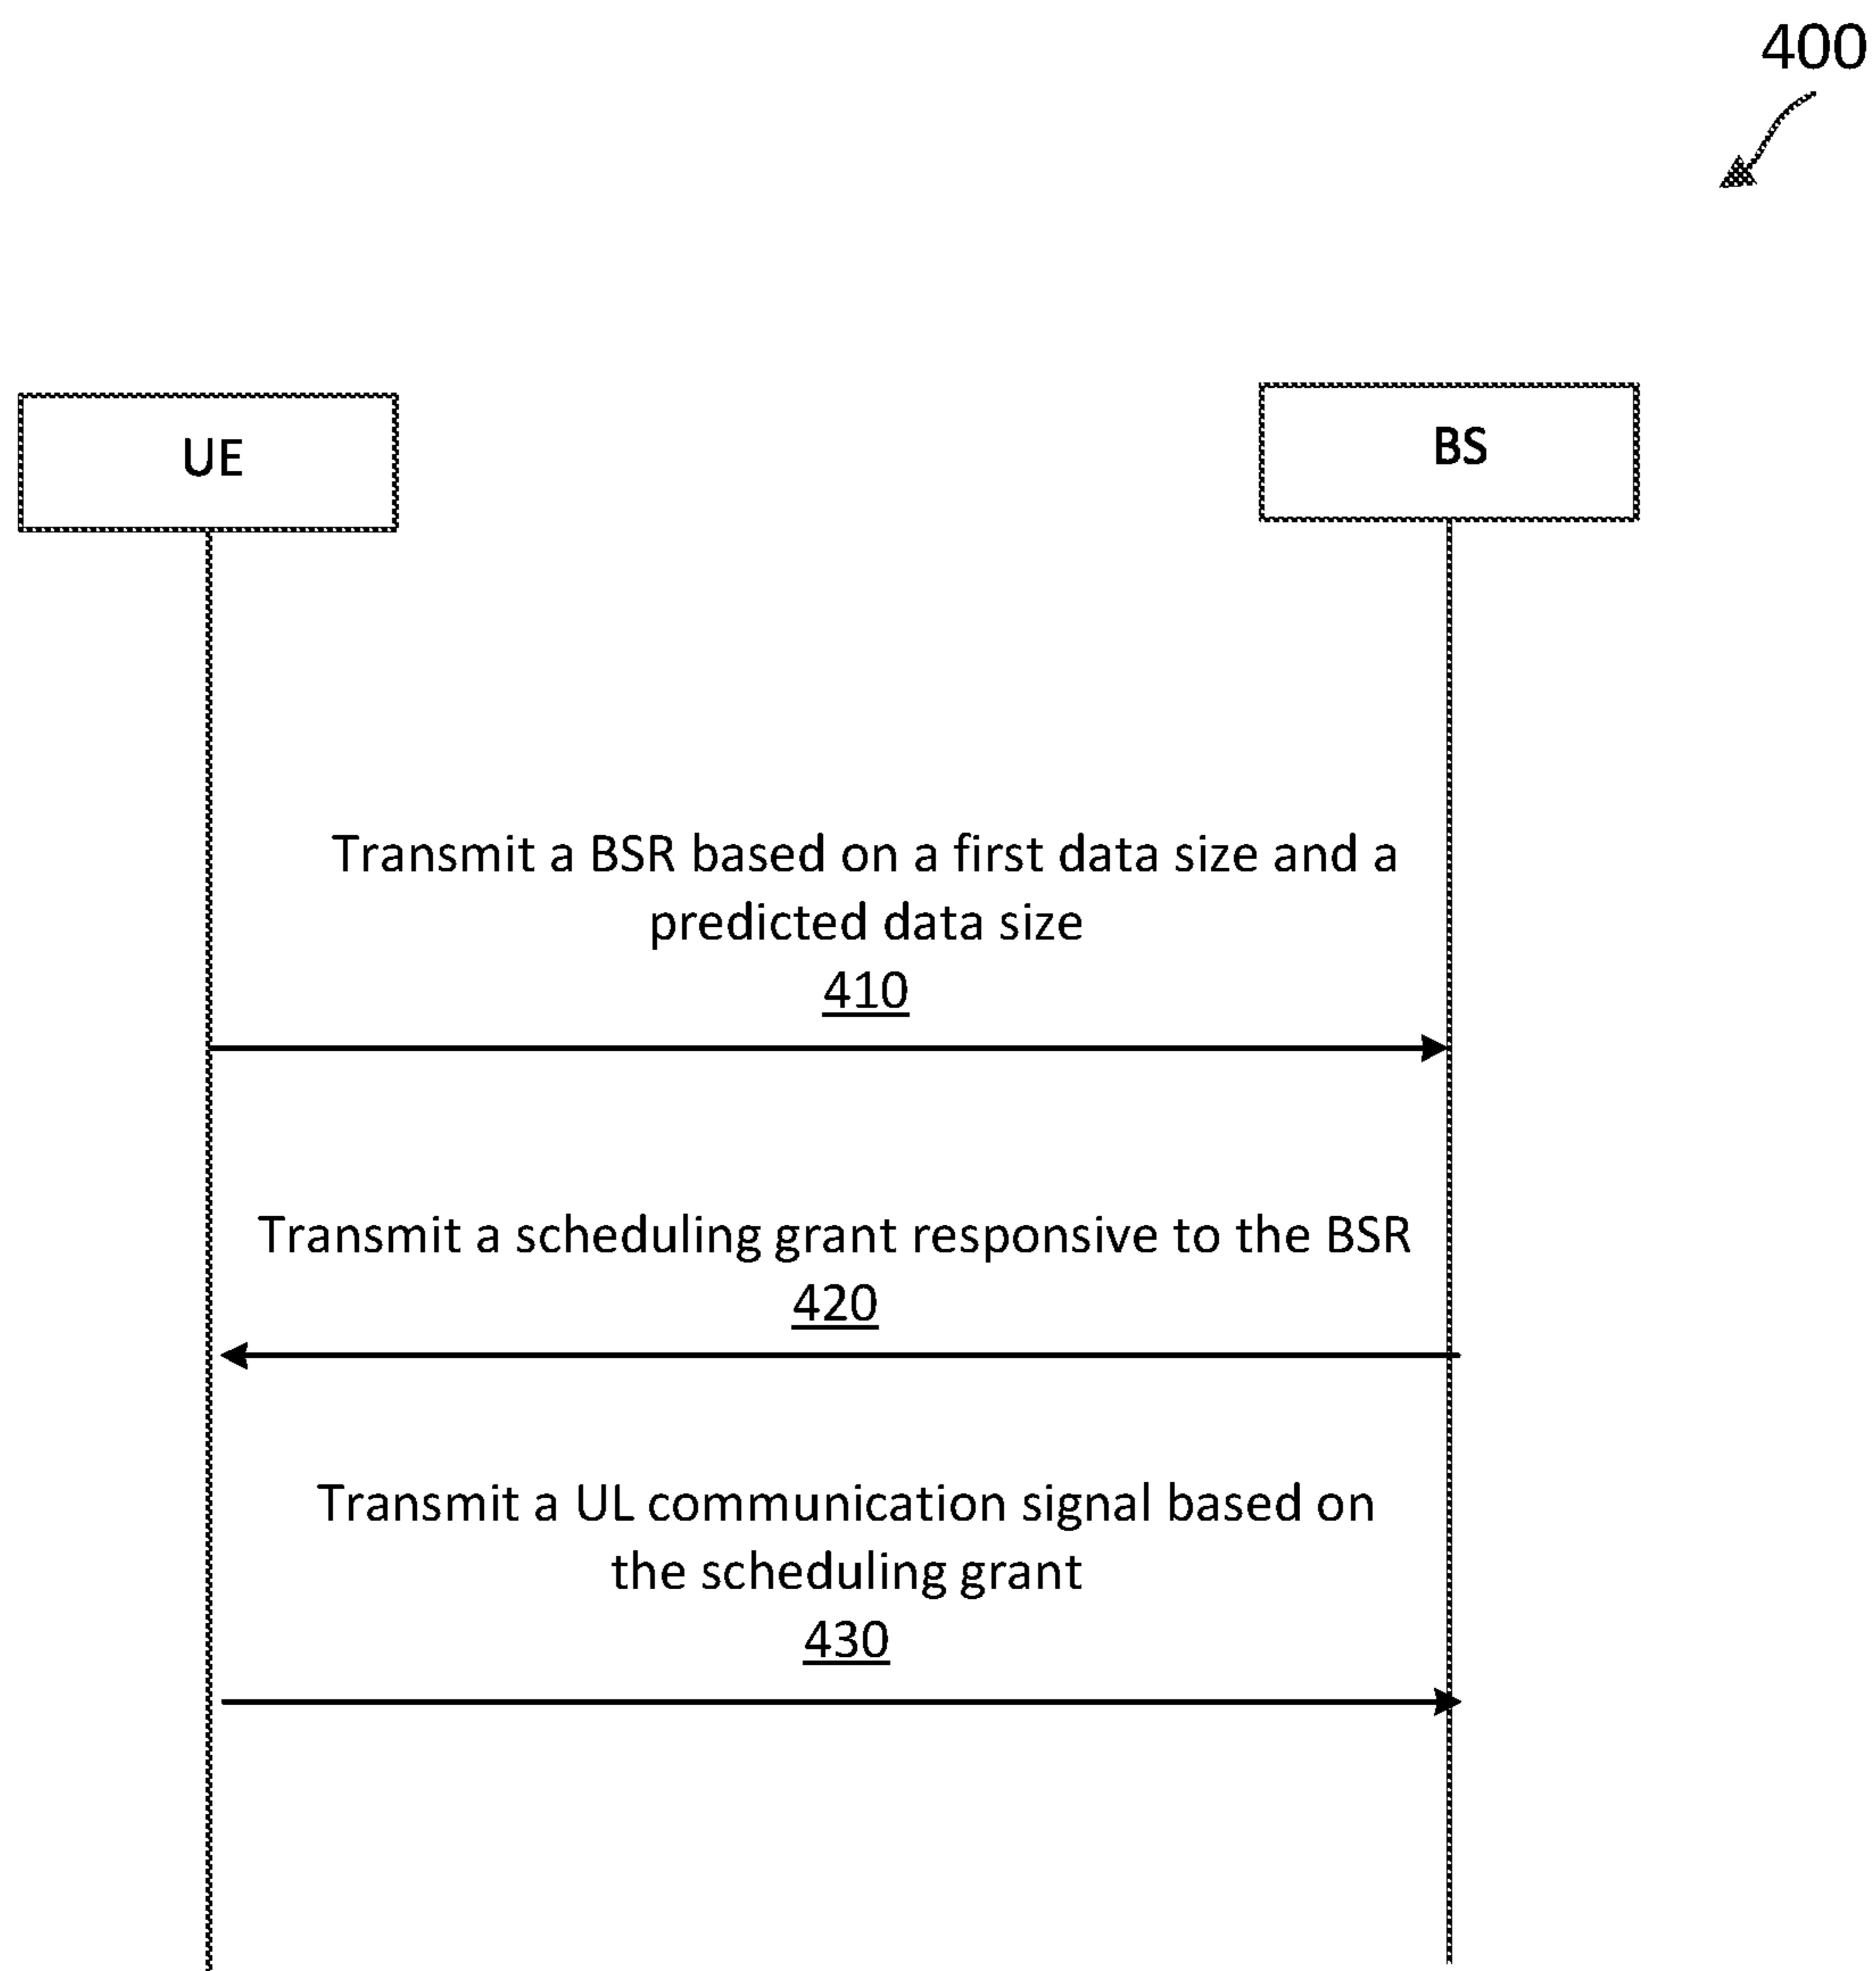 400
UE
BS
Transmit a BSR based on a first data size and a
predicted data size
410
Transmit a scheduling grant responsive to the BSR
420
Transmit a UL communication signal based on
the scheduling grant
430